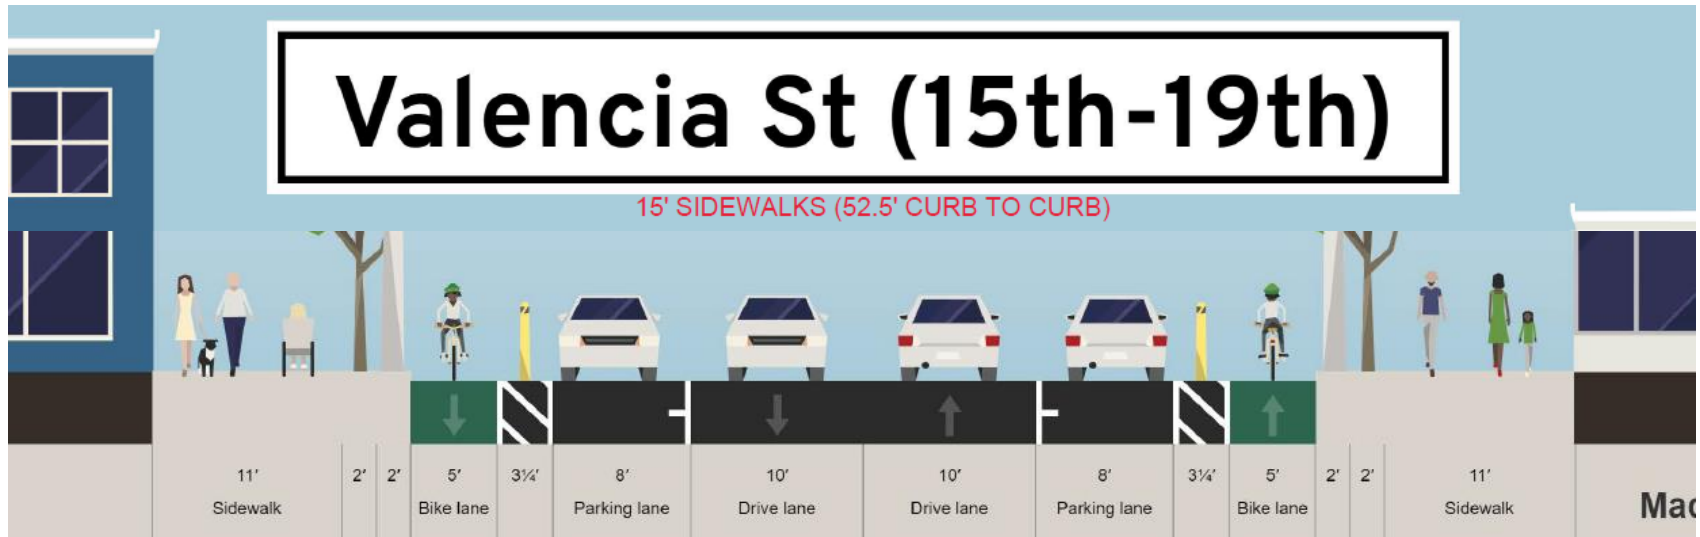 Valencia St (15th-19th)
15' SIDEWALKS (52.5' CURB TO CURB)
11' 2' 2' 5' 3¼' 8' 10' 10' 8' 3¼' 5' 2' 2' 11'
Sidewalk Bike lane Parking lane Drive lane Drive lane Parking lane Bike lane Sidewalk